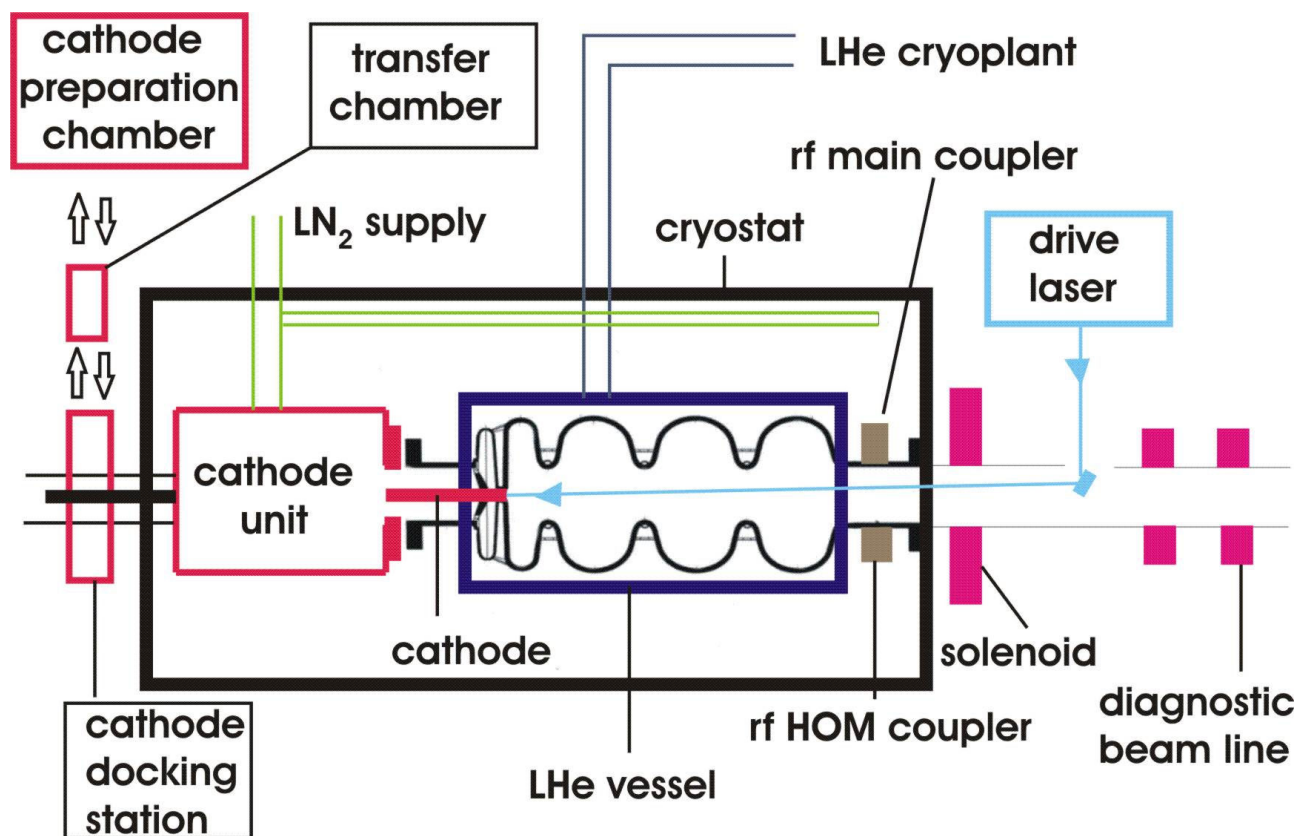 cathode
preparation
chamber
transfer
chamber
LHe cryoplant
rf main coupler
LN₂ supply
cryostat
drive
laser
cathode
unit
cathode
solenoid
rf HOM coupler
diagnostic
beam line
LHe vessel
cathode
docking
station